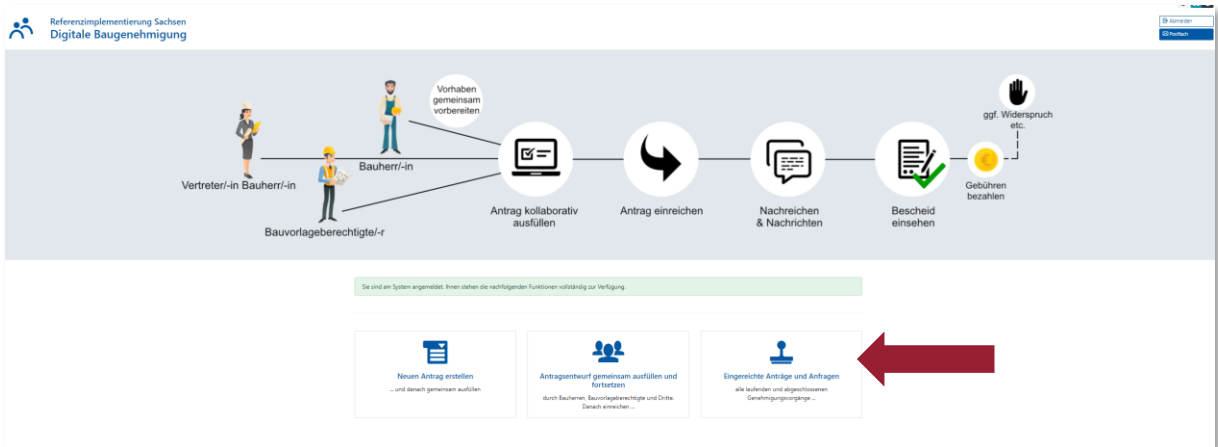 Referenzimplementierung Sachsen
Digitale Baugenehmigung
Abmelden
Postfach
Vorhaben
gemeinsam
vorbereiten
Bauherr/-in
Vertreter/-in Bauherr/-in
Bauvorlageberechtigte/-r
Antrag kollaborativ
ausfüllen
Antrag einreichen
Nachreichen
& Nachrichten
Bescheid
einsehen
ggf. Widerspruch
etc.
€
Gebühren
bezahlen
Sie sind am System angemeldet. Ihnen stehen die nachfolgenden Funktionen vollständig zur Verfügung.
Neuen Antrag erstellen
... und danach gemeinsam ausfüllen
Antragsentwurf gemeinsam ausfüllen und
fortsetzen
durch Bauherren, Bauvorlageberechtigte und Dritte.
Danach einreichen ...
Eingereichte Anträge und Anfragen
alle laufenden und abgeschlossenen
Genehmigungsvorgänge ...